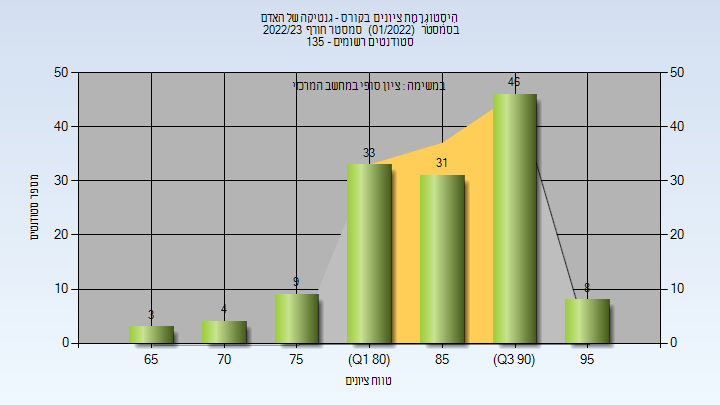 היסטוגרמת ציונים בקורס - גנטיקה של האדם
בסמסטר (01/2022) סמסטר חורף 2022/23
סטודנטים רשומים - 135
במשימה : ציון סופי במחשב המרכזי
50 50
40 40
30 30
20 20
10 10
0 0
מספר סטודנטים
3 4 9 33 31 46 8
65 70 75 (Q1 80) 85 (Q3 90) 95
טווח ציונים